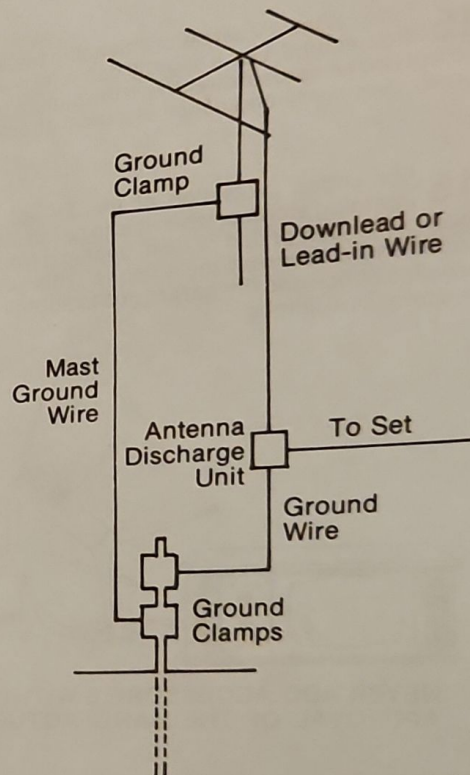 Ground
Clamp
Downlead or
Lead-in Wire
Mast
Ground
Wire
Antenna
Discharge
Unit
To Set
Ground
Wire
Ground
Clamps